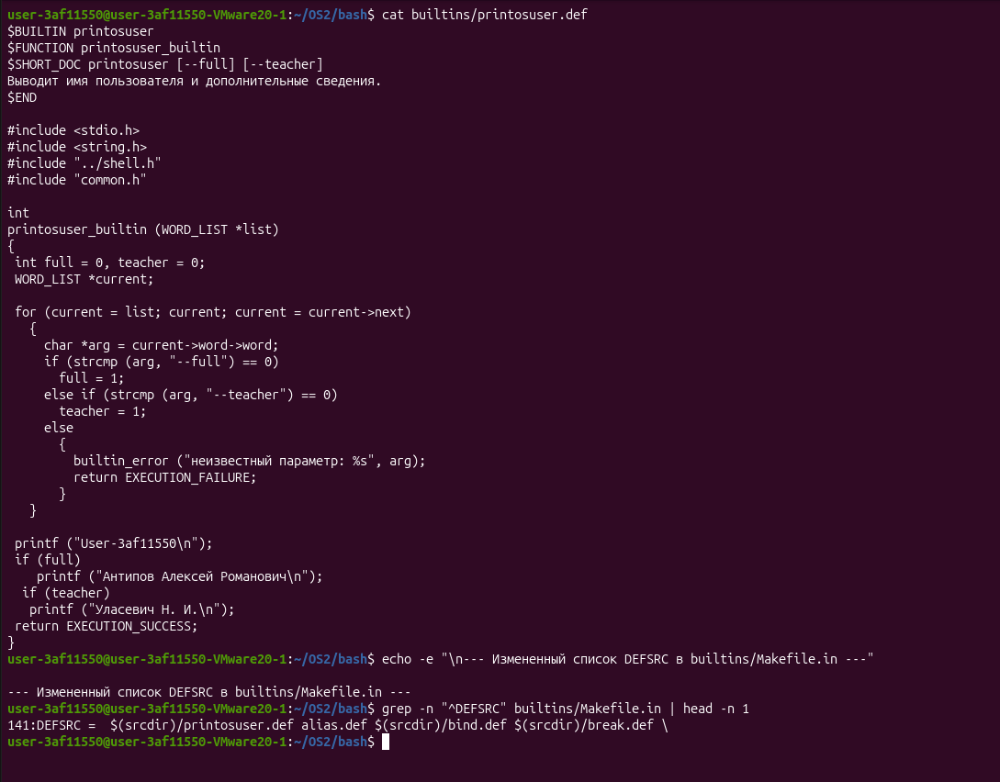 user-3af11550@user-3af11550-VMware20-1:~/OS2/bash$ cat builtins/printosuser.def
$BUILTIN printosuser
$FUNCTION printosuser_builtin
$SHORT_DOC printosuser [--full] [--teacher]
Выводит имя пользователя и дополнительные сведения.
$END

#include <stdio.h>
#include <string.h>
#include "../shell.h"
#include "common.h"

int
printosuser_builtin (WORD_LIST *list)
{
 int full = 0, teacher = 0;
 WORD_LIST *current;

 for (current = list; current; current = current->next)
   {
     char *arg = current->word->word;
     if (strcmp (arg, "--full") == 0)
       full = 1;
     else if (strcmp (arg, "--teacher") == 0)
       teacher = 1;
     else
       {
         builtin_error ("неизвестный параметр: %s", arg);
         return EXECUTION_FAILURE;
       }
   }

 printf ("User-3af11550\n");
 if (full)
    printf ("Антипов Алексей Романович\n");
  if (teacher)
   printf ("Уласевич Н. И.\n");
 return EXECUTION_SUCCESS;
}
user-3af11550@user-3af11550-VMware20-1:~/OS2/bash$ echo -e "\n--- Измененный список DEFSRC в builtins/Makefile.in ---"

--- Измененный список DEFSRC в builtins/Makefile.in ---
user-3af11550@user-3af11550-VMware20-1:~/OS2/bash$ grep -n "^DEFSRC" builtins/Makefile.in | head -n 1
141:DEFSRC =  $(srcdir)/printosuser.def alias.def $(srcdir)/bind.def $(srcdir)/break.def \
user-3af11550@user-3af11550-VMware20-1:~/OS2/bash$